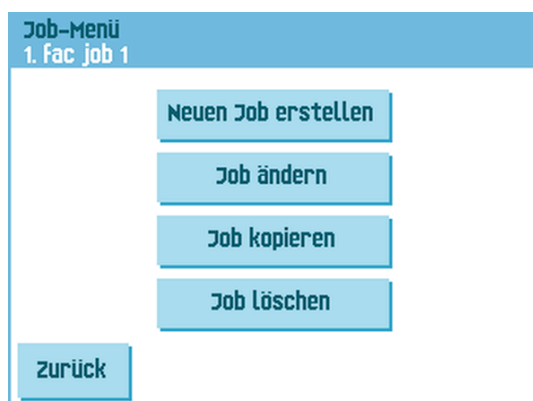 Job-Menü
1. Fac job 1
Neuen Job erstellen
Job ändern
Job kopieren
Job löschen
Zurück